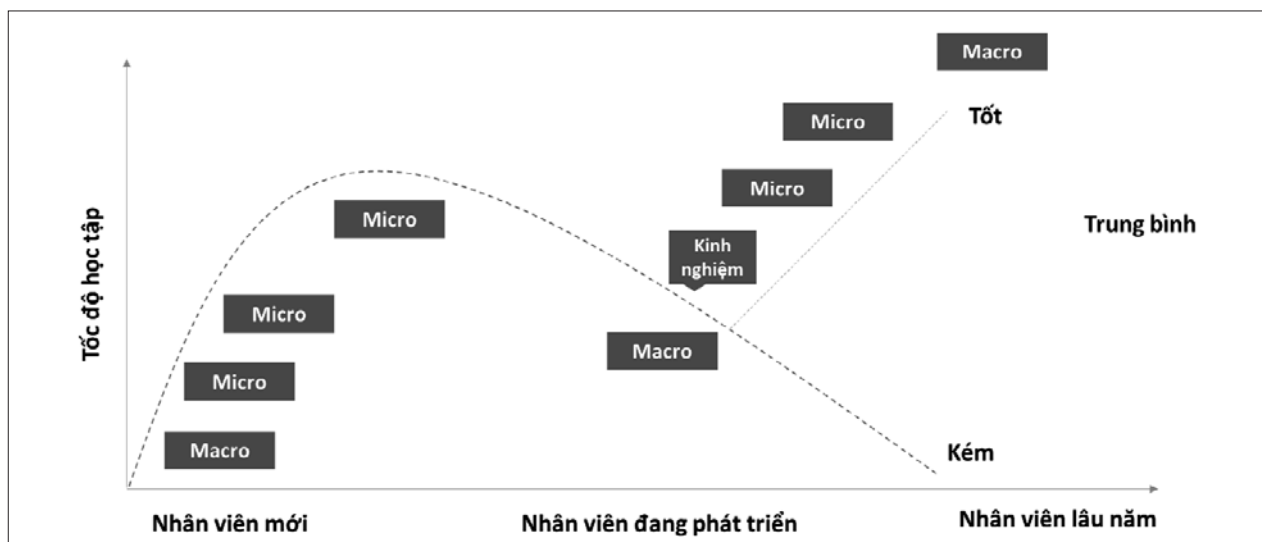 Macro
Tốt
Micro
Micro
Micro
Trung bình
Kinh
nghiệm
Tốc độ học tập
Micro
Macro
Micro
Macro
Kém
Nhân viên mới
Nhân viên đang phát triển
Nhân viên lâu năm